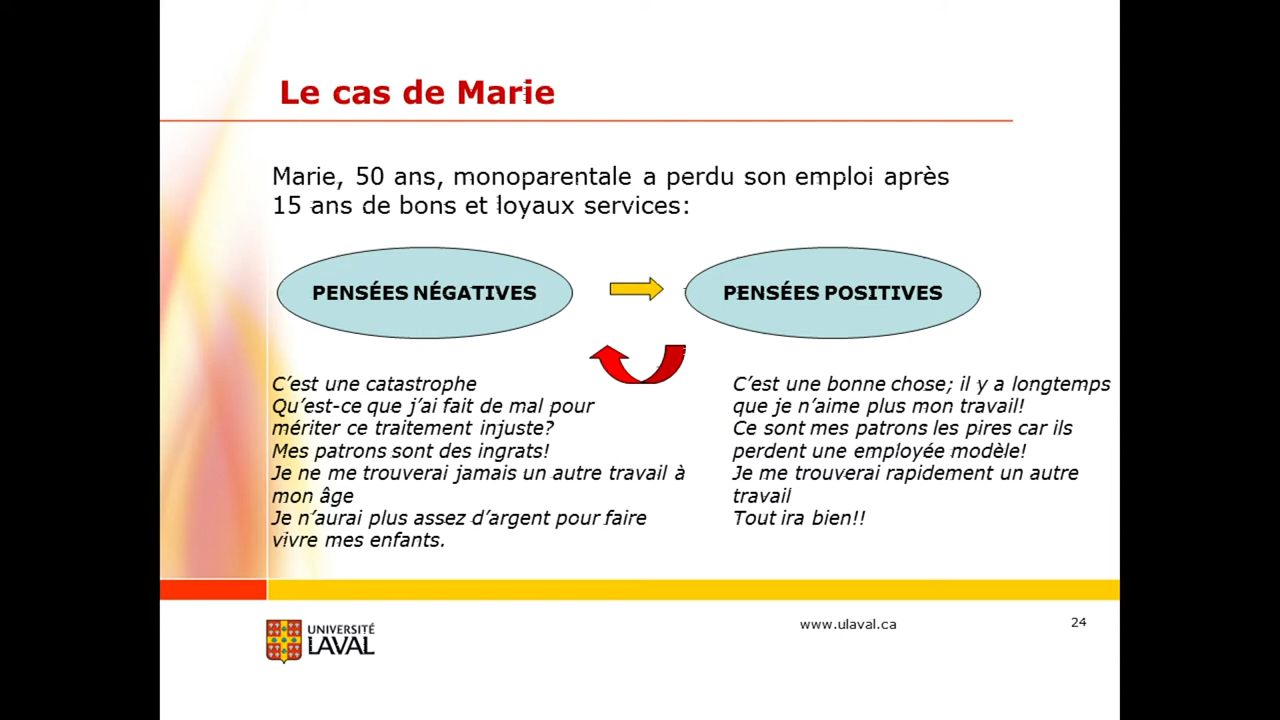 Le cas de Marie
Marie, 50 ans, monoparentale a perdu son emploi après
15 ans de bons et loyaux services:
PENSÉES NÉGATIVES
PENSÉES POSITIVES
C’est une catastrophe
Qu’est-ce que j’ai fait de mal pour
mériter ce traitement injuste?
Mes patrons sont des ingrats!
Je ne me trouverai jamais un autre travail à
mon âge
Je n’aurai plus assez d’argent pour faire
vivre mes enfants.
C’est une bonne chose; il y a longtemps
que je n’aime plus mon travail!
Ce sont mes patrons les pires car ils
perdent une employée modèle!
Je me trouverai rapidement un autre
travail
Tout ira bien!!
UNIVERSITÉ
LAVAL
www.ulaval.ca
24